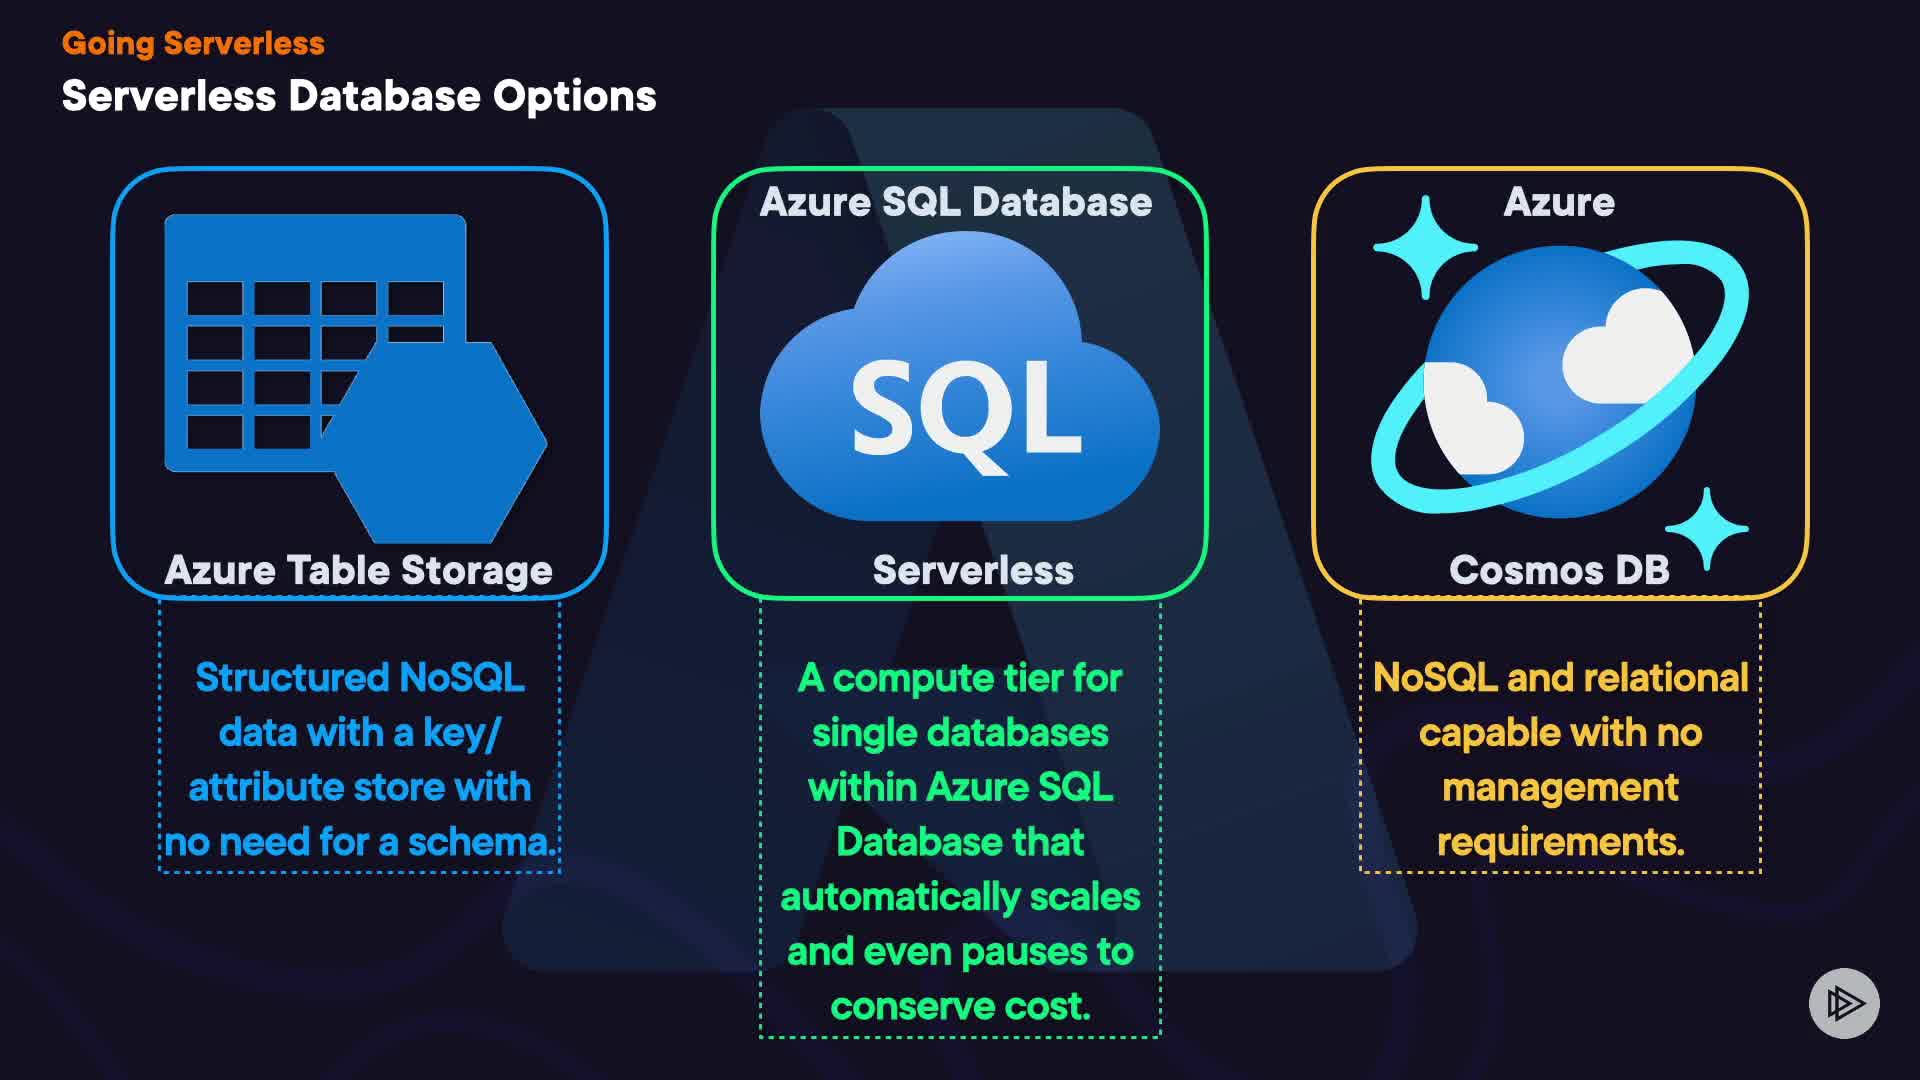 Going Serverless
Serverless Database Options
Azure Table Storage
Structured NoSQL
data with a key/
attribute store with
no need for a schema.
Azure SQL Database
SQL
Serverless
A compute tier for
single databases
within Azure SQL
Database that
automatically scales
and even pauses to
conserve cost.
Azure
Cosmos DB
NoSQL and relational
capable with no
management
requirements.